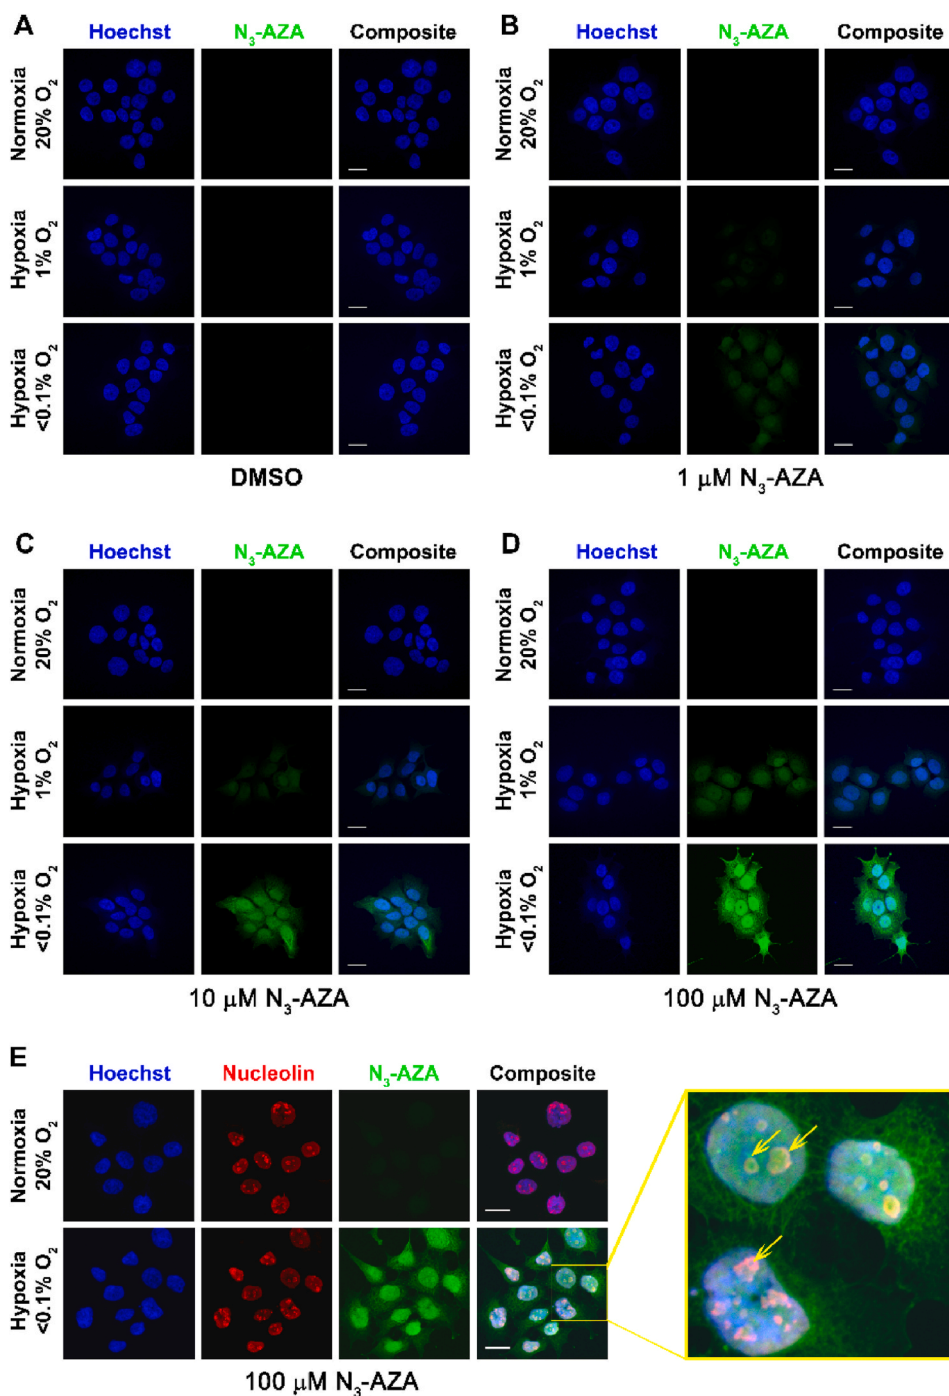 A
Hoechst N₃-AZA Composite
Normoxia
20% O₂
Hypoxia
1% O₂
Hypoxia
<0.1% O₂
DMSO
B
Hoechst N₃-AZA Composite
Normoxia
20% O₂
Hypoxia
1% O₂
Hypoxia
<0.1% O₂
1 μM N₃-AZA
C
Hoechst N₃-AZA Composite
Normoxia
20% O₂
Hypoxia
1% O₂
Hypoxia
<0.1% O₂
10 μM N₃-AZA
D
Hoechst N₃-AZA Composite
Normoxia
20% O₂
Hypoxia
1% O₂
Hypoxia
<0.1% O₂
100 μM N₃-AZA
E
Hoechst Nucleolin N₃-AZA Composite
Normoxia
20% O₂
Hypoxia
<0.1% O₂
100 μM N₃-AZA